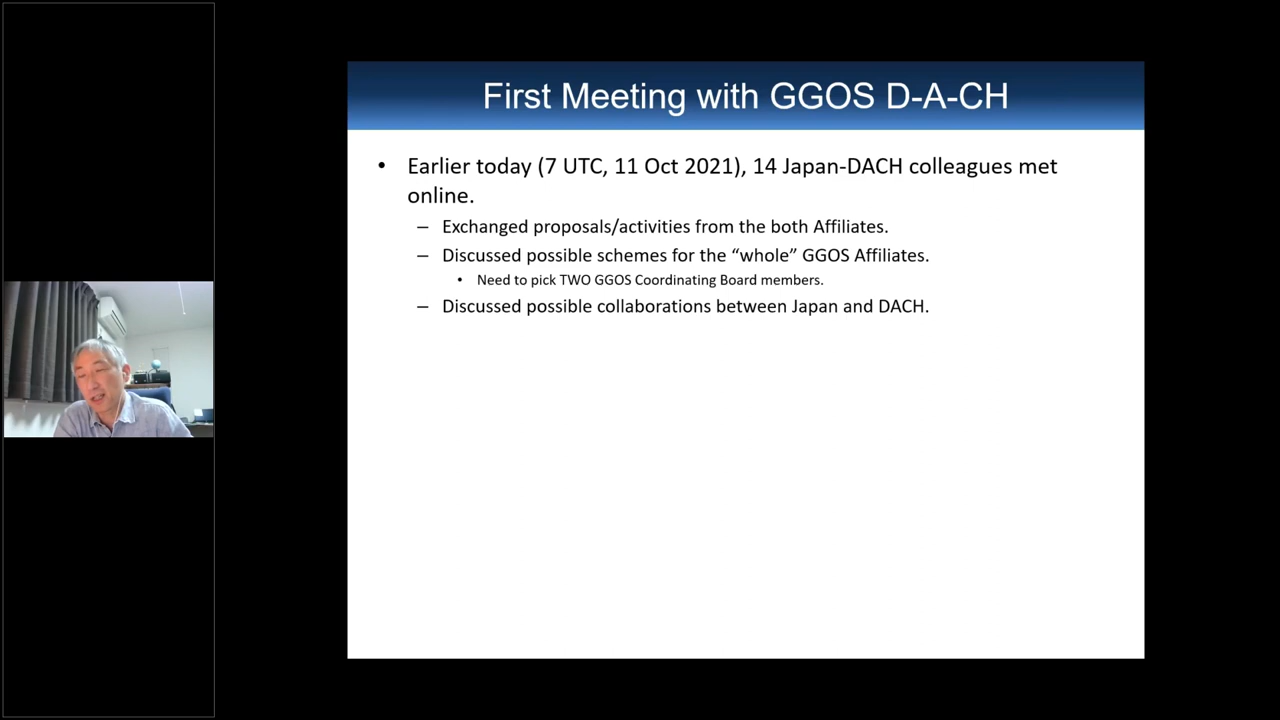 First Meeting with GGOS D-A-CH
• Earlier today (7 UTC, 11 Oct 2021), 14 Japan-DACH colleagues met
online.
– Exchanged proposals/activities from the both Affiliates.
– Discussed possible schemes for the “whole” GGOS Affiliates.
• Need to pick TWO GGOS Coordinating Board members.
– Discussed possible collaborations between Japan and DACH.